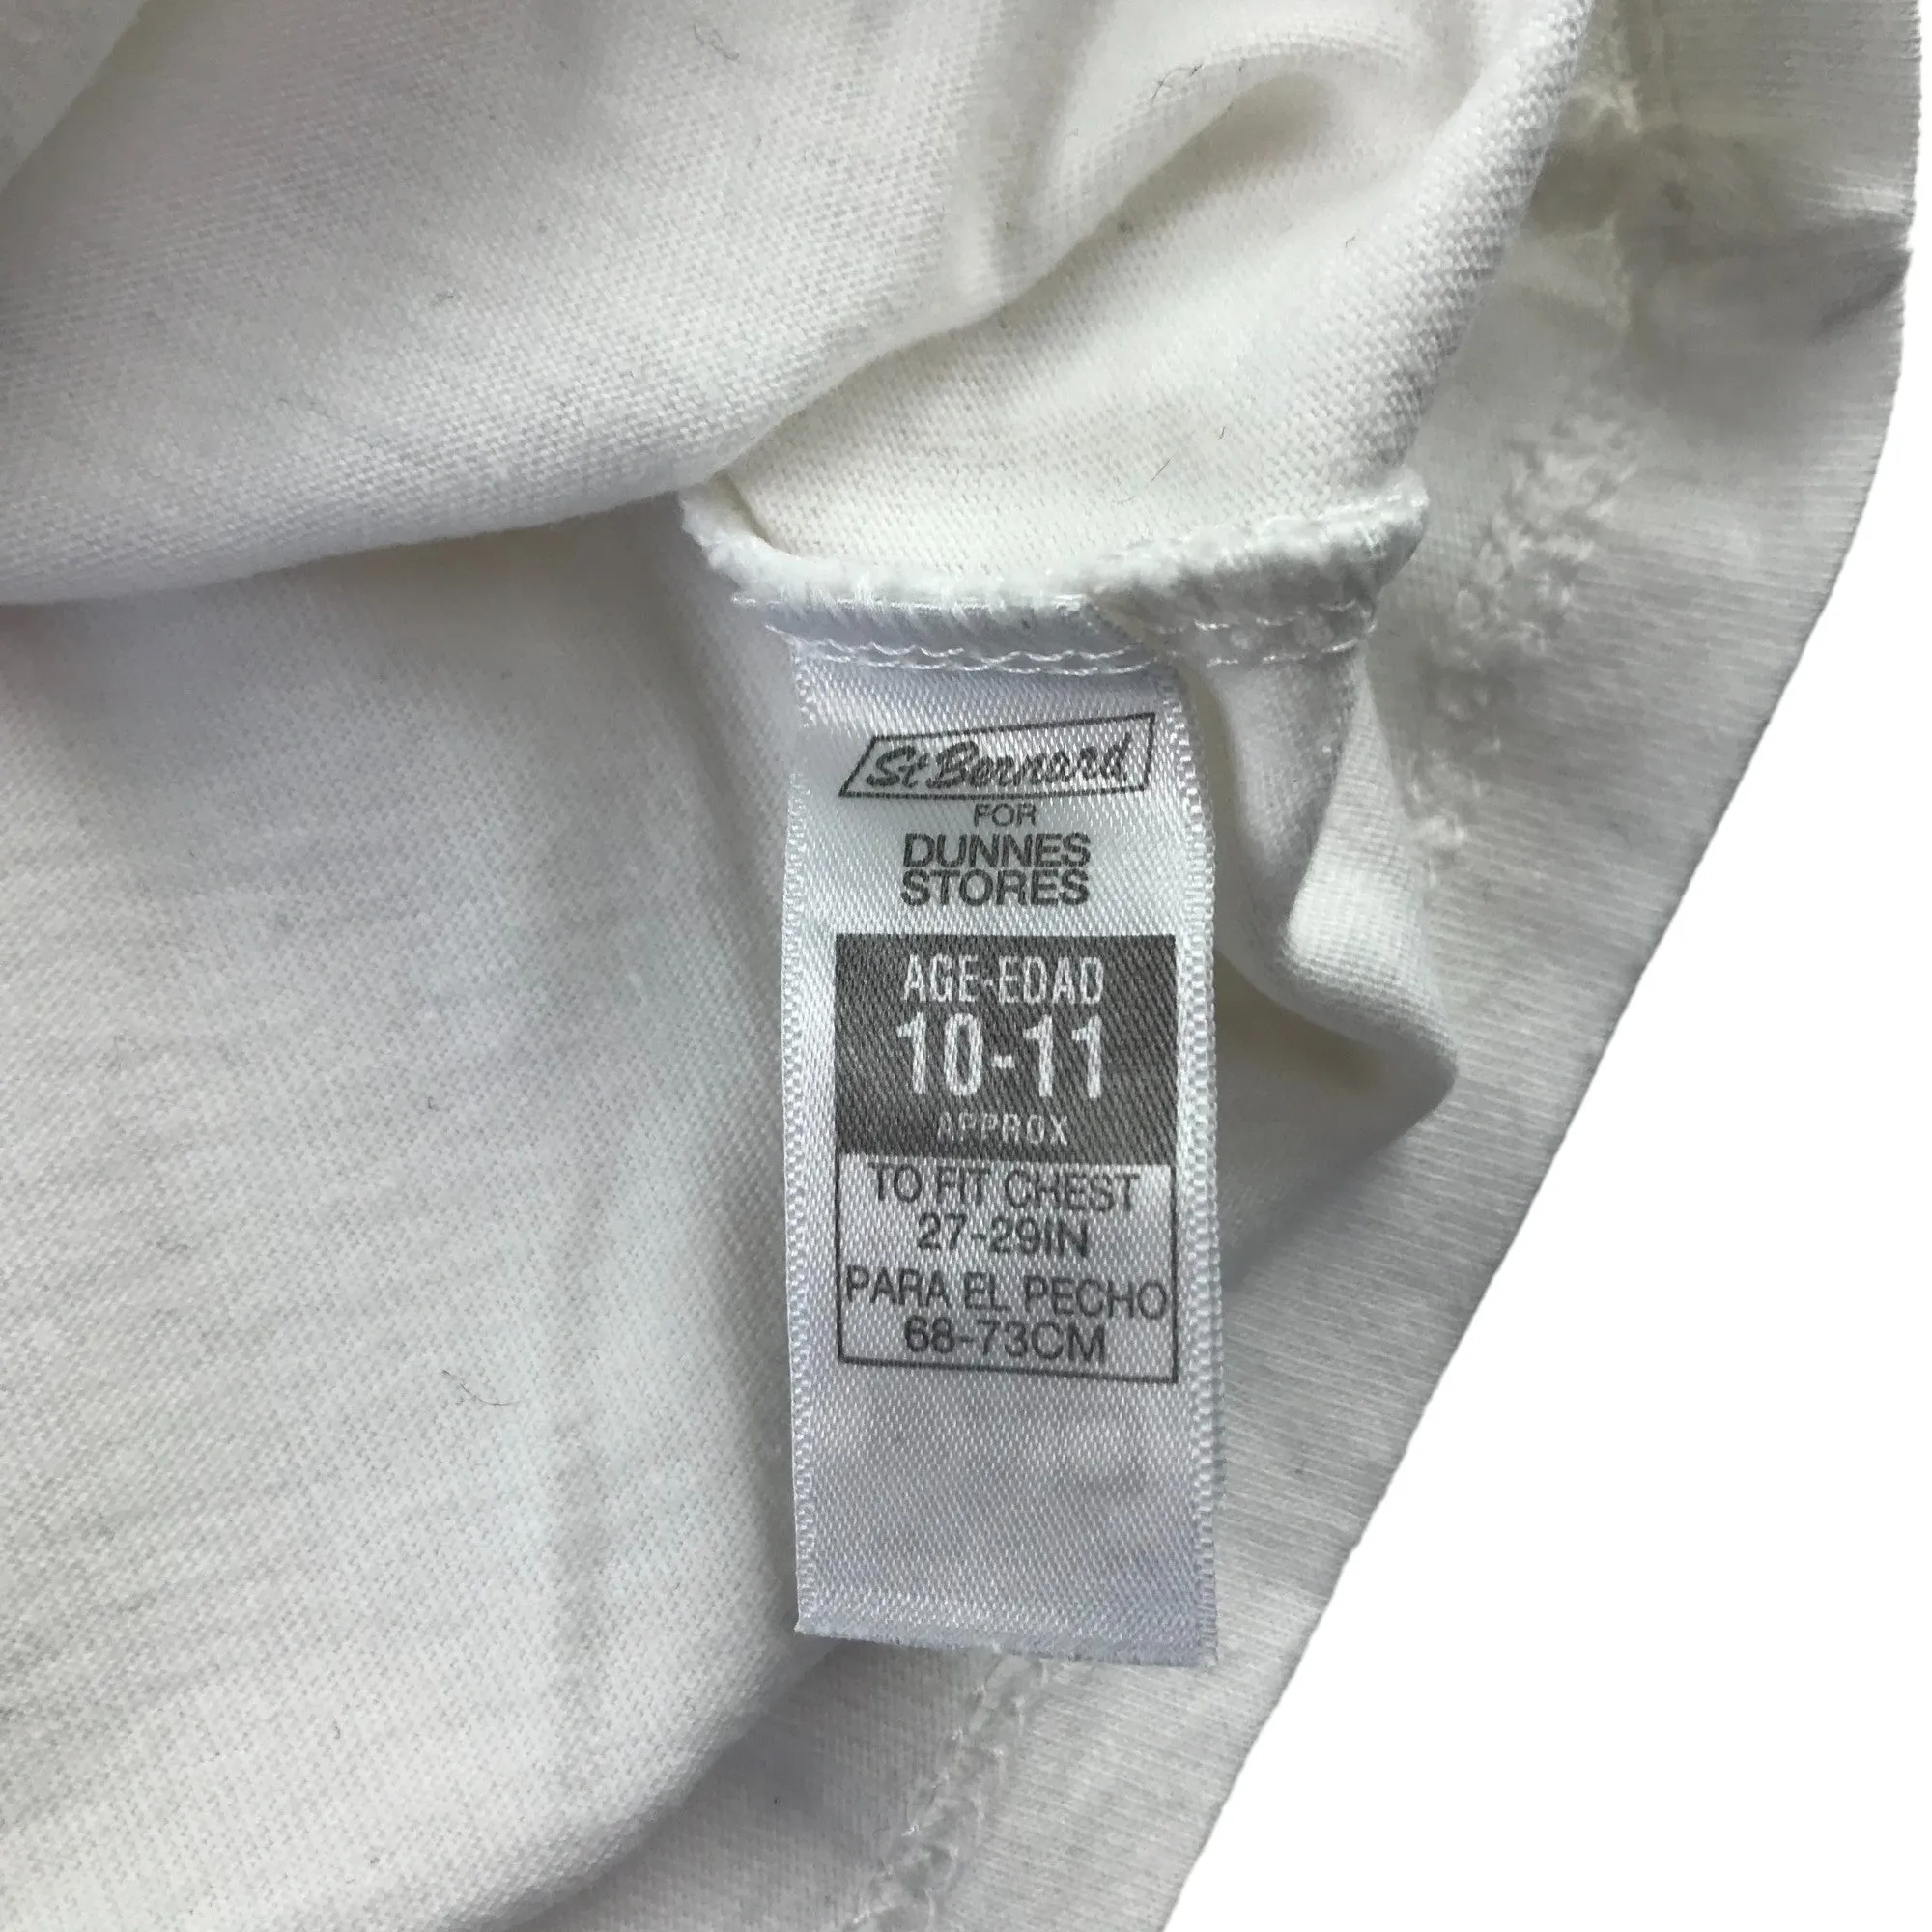 St Bernard
FOR
DUNNES
STORES
AGE-EDAD
10-11
APPROX
TO FIT CHEST
27-29IN
PARA EL PECHO
68-73CM